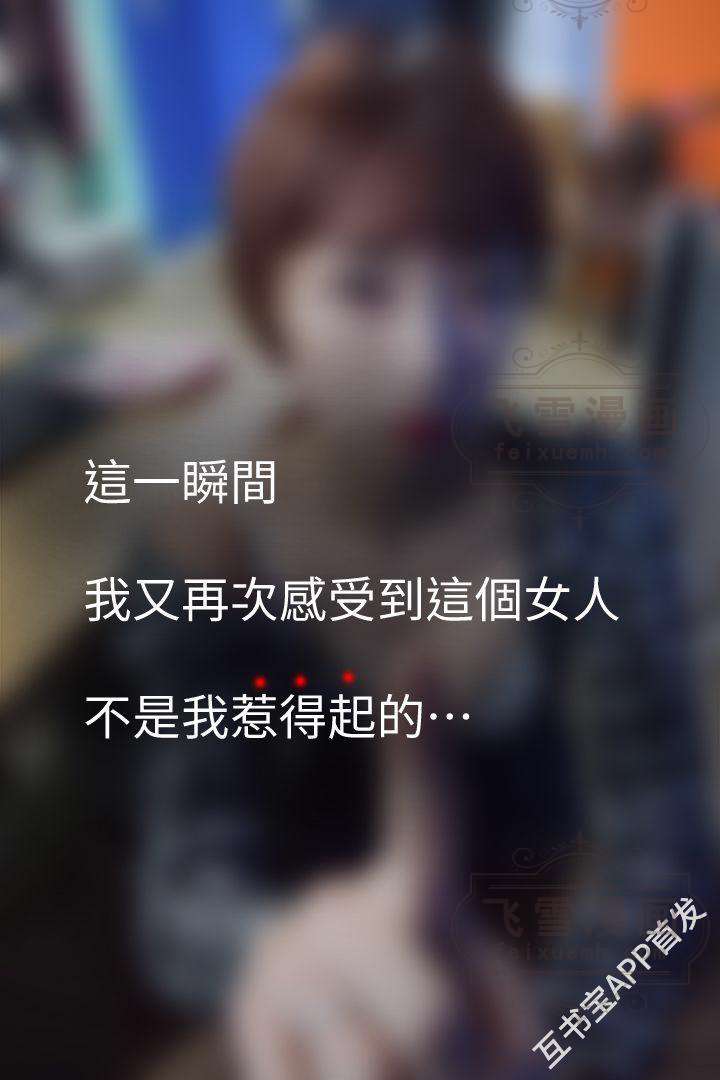 飞雪漫画
feixuemh.com
這一瞬間
我又再次感受到這個女人
不是我惹得起的…
飞雪漫画
feixuemh.com
互书宝APP首发